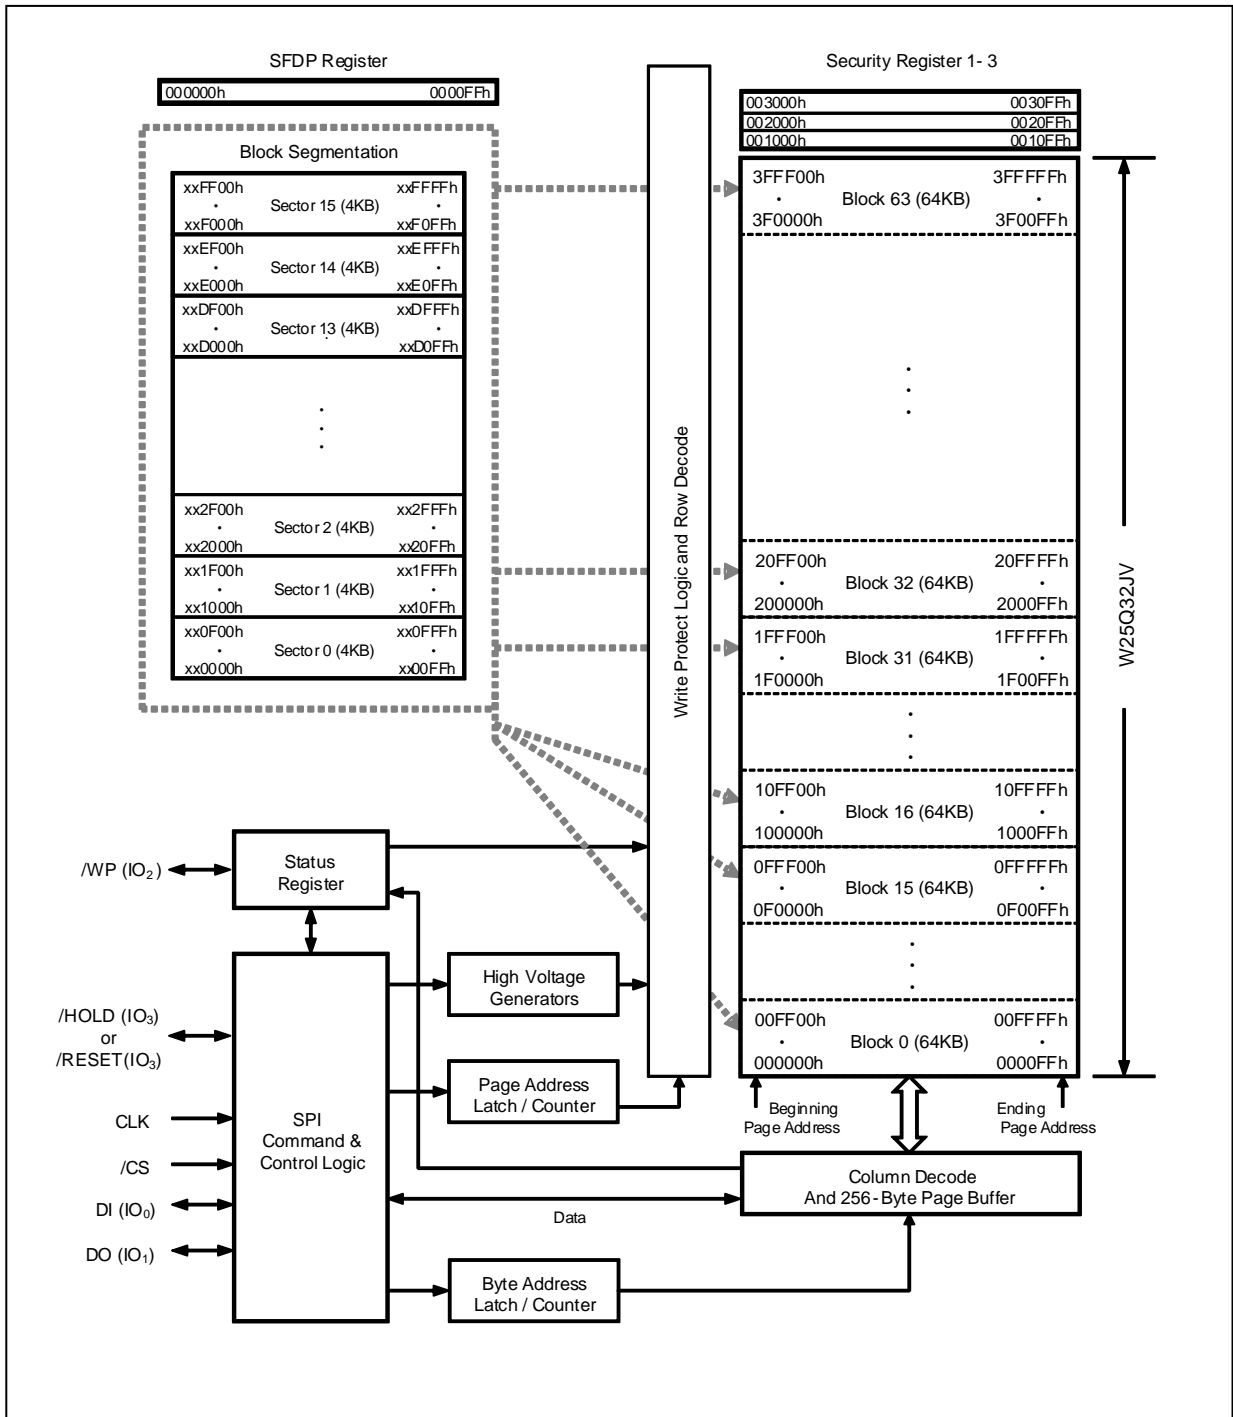 SFDP Register
000000h 0000FFh
Block Segmentation
xxFF00h xxFFFFh
Sector 15 (4KB)
xxF000h xxF0FFh
xxEF00h xxEFFFh
Sector 14 (4KB)
xxE000h xxE0FFh
xxDF00h xxDFFFh
Sector 13 (4KB)
xxD000h xxD0FFh
xx2F00h xx2FFFh
Sector 2 (4KB)
xx2000h xx20FFh
xx1F00h xx1FFFh
Sector 1 (4KB)
xx1000h xx10FFh
xx0F00h xx0FFFh
Sector 0 (4KB)
xx0000h xx00FFh
Write Protect Logic and Row Decode
Security Register 1- 3
003000h 0030FFh
002000h 0020FFh
001000h 0010FFh
3FFF00h 3FFFFFh
Block 63 (64KB)
3F0000h 3F00FFh
20FF00h 20FFFFh
Block 32 (64KB)
200000h 2000FFh
1FFF00h 1FFFFFh
Block 31 (64KB)
1F0000h 1F00FFh
10FF00h 10FFFFh
Block 16 (64KB)
100000h 1000FFh
0FFF00h 0FFFFFh
Block 15 (64KB)
0F0000h 0F00FFh
00FF00h 00FFFFh
Block 0 (64KB)
000000h 0000FFh
W25Q32JV
Beginning
Page Address
Ending
Page Address
/WP (IO₂)
Status
Register
High Voltage
Generators
/HOLD (IO₃)
or
/RESET (IO₃)
Page Address
Latch / Counter
CLK
/CS
DI (IO₀)
DO (IO₁)
SPI
Command &
Control Logic
Column Decode
And 256-Byte Page Buffer
Data
Byte Address
Latch / Counter